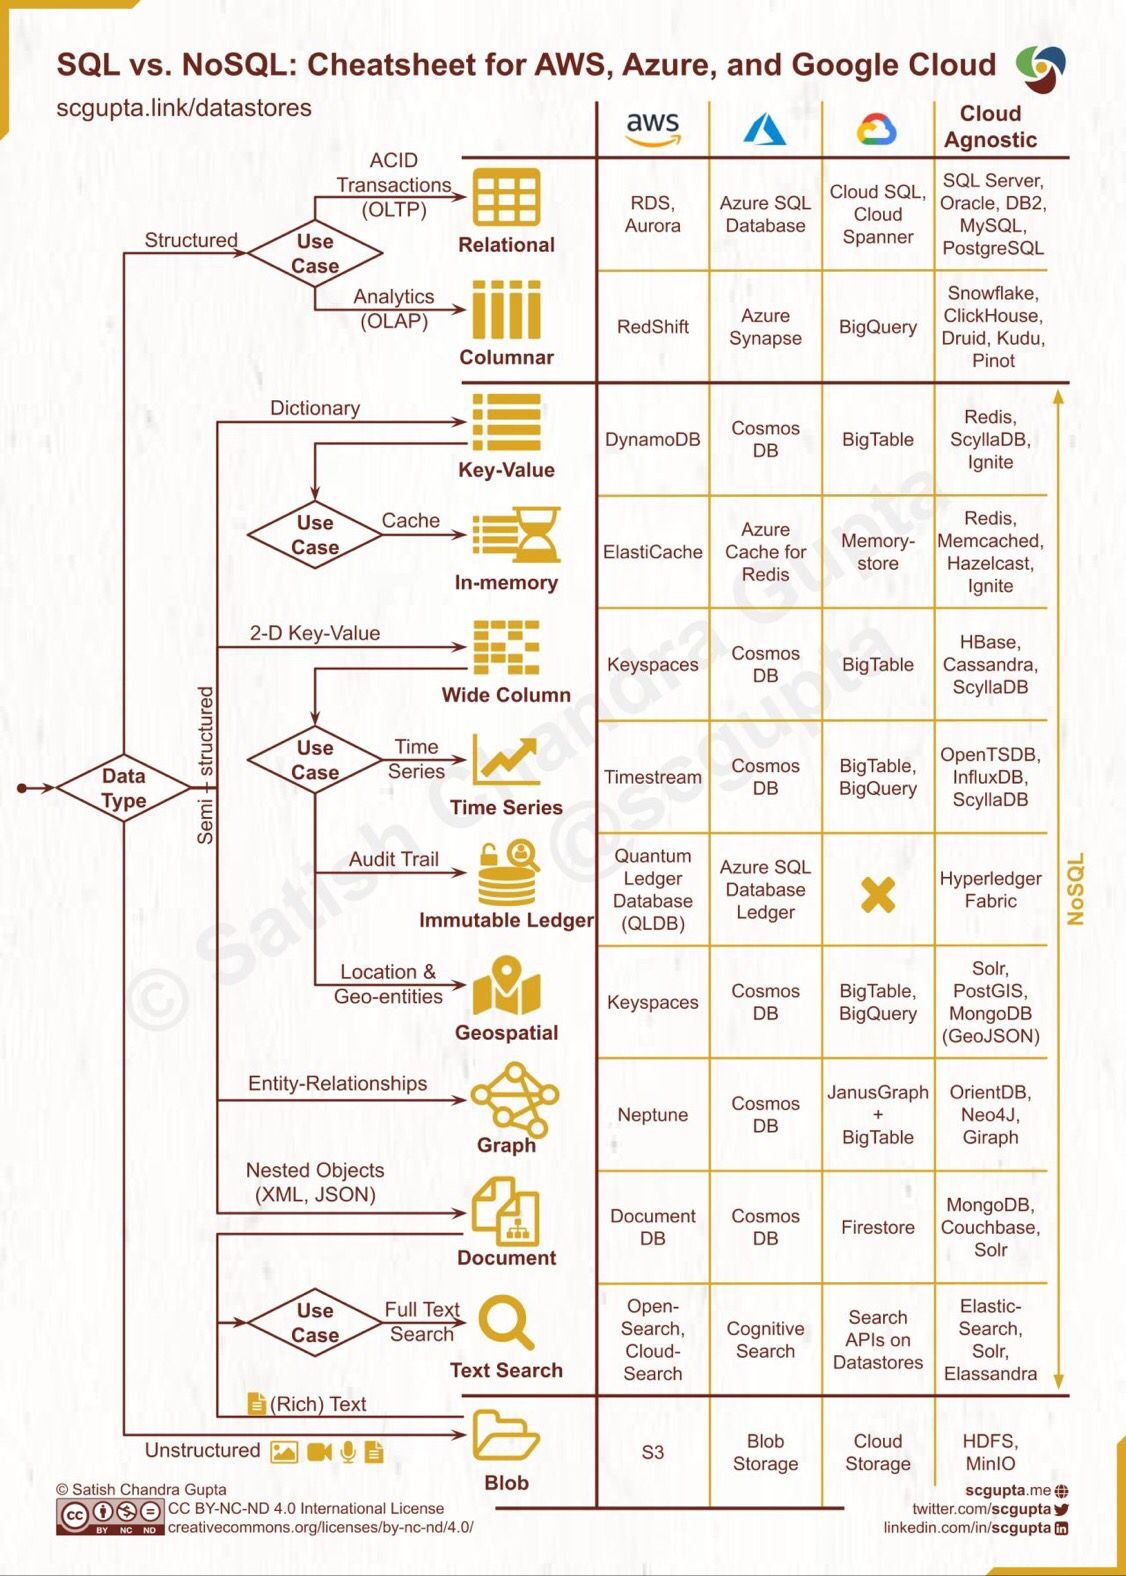 SQL vs. NoSQL: Cheatsheet for AWS, Azure, and Google Cloud
scgupta.link/datastores
aws
Cloud
Agnostic
ACID
Transactions
(OLTP)
Structured
Use
Case
Relational
RDS,
Aurora
Azure SQL
Database
Cloud SQL,
Cloud
Spanner
SQL Server,
Oracle, DB2,
MySQL,
PostgreSQL
Analytics
(OLAP)
Columnar
RedShift
Azure
Synapse
BigQuery
Snowflake,
ClickHouse,
Druid, Kudu,
Pinot
Dictionary
Key-Value
DynamoDB
Cosmos
DB
BigTable
Redis,
ScyllaDB,
Ignite
Use
Case
Cache
In-memory
ElastiCache
Azure
Cache for
Redis
Memory-
store
Redis,
Memcached,
Hazelcast,
Ignite
2-D Key-Value
Wide Column
Keyspaces
Cosmos
DB
BigTable
HBase,
Cassandra,
ScyllaDB
Semi - structured
Data
Type
Use
Case
Time
Series
Time Series
Timestream
Cosmos
DB
BigTable,
BigQuery
OpenTSDB,
InfluxDB,
ScyllaDB
Audit Trail
Immutable Ledger
Quantum
Ledger
Database
(QLDB)
Azure SQL
Database
Ledger
Hyperledger
Fabric
NoSQL
Location &
Geo-entities
Geospatial
Keyspaces
Cosmos
DB
BigTable,
BigQuery
Solr,
PostGIS,
MongoDB
(GeoJSON)
Entity-Relationships
Graph
Neptune
Cosmos
DB
JanusGraph
+
BigTable
OrientDB,
Neo4J,
Giraph
Nested Objects
(XML, JSON)
Document
Document
DB
Cosmos
DB
Firestore
MongoDB,
Couchbase,
Solr
Use
Case
Full Text
Search
Text Search
Open-
Search,
Cloud-
Search
Cognitive
Search
Search
APIs on
Datastores
Elastic-
Search,
Solr,
Elassandra
(Rich) Text
Unstructured
Blob
S3
Blob
Storage
Cloud
Storage
HDFS,
MinIO
© Satish Chandra Gupta
@scgupta
© Satish Chandra Gupta
cc BY NC ND
CC BY-NC-ND 4.0 International License
creativecommons.org/licenses/by-nc-nd/4.0/
scgupta.me
twitter.com/scgupta
linkedin.com/in/scgupta